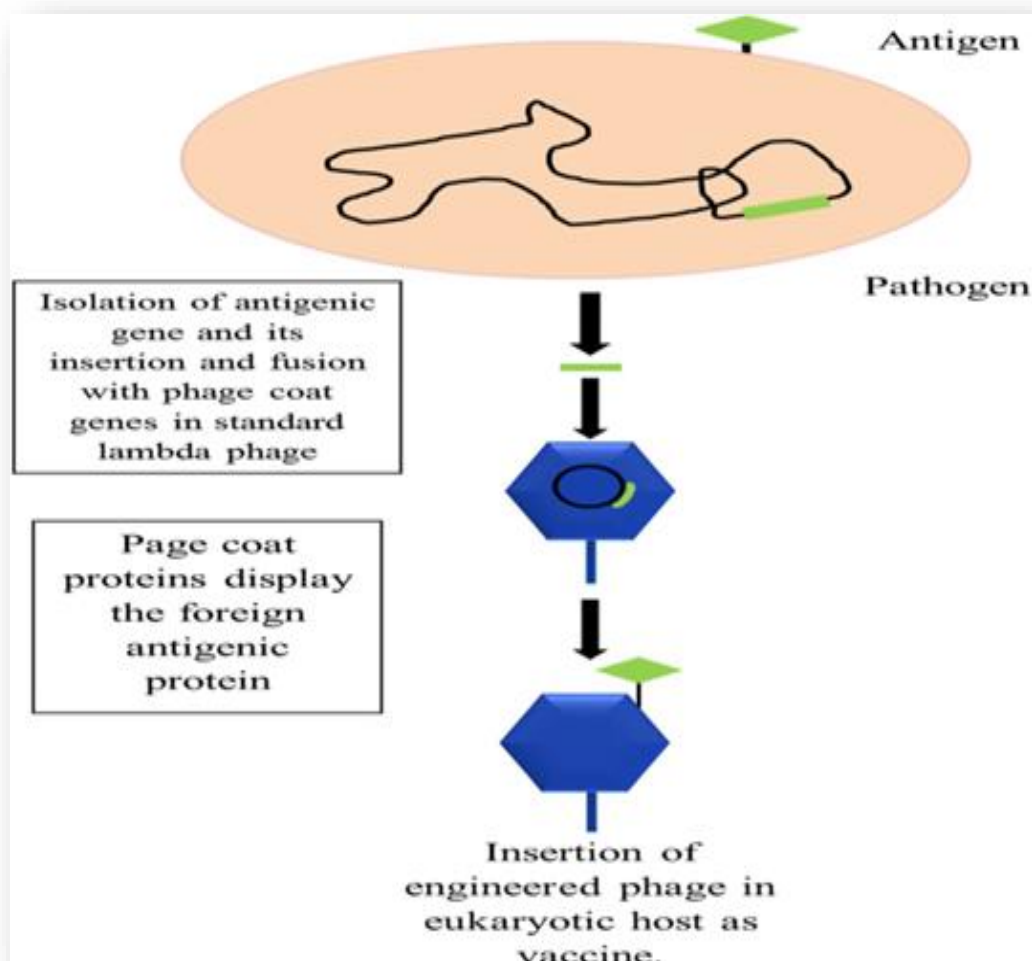 Antigen
Pathogen
Isolation of antigenic
gene and its
insertion and fusion
with phage coat
genes in standard
lambda phage
Page coat
proteins display
the foreign
antigenic
protein
Insertion of
engineered phage in
eukaryotic host as
vaccine.